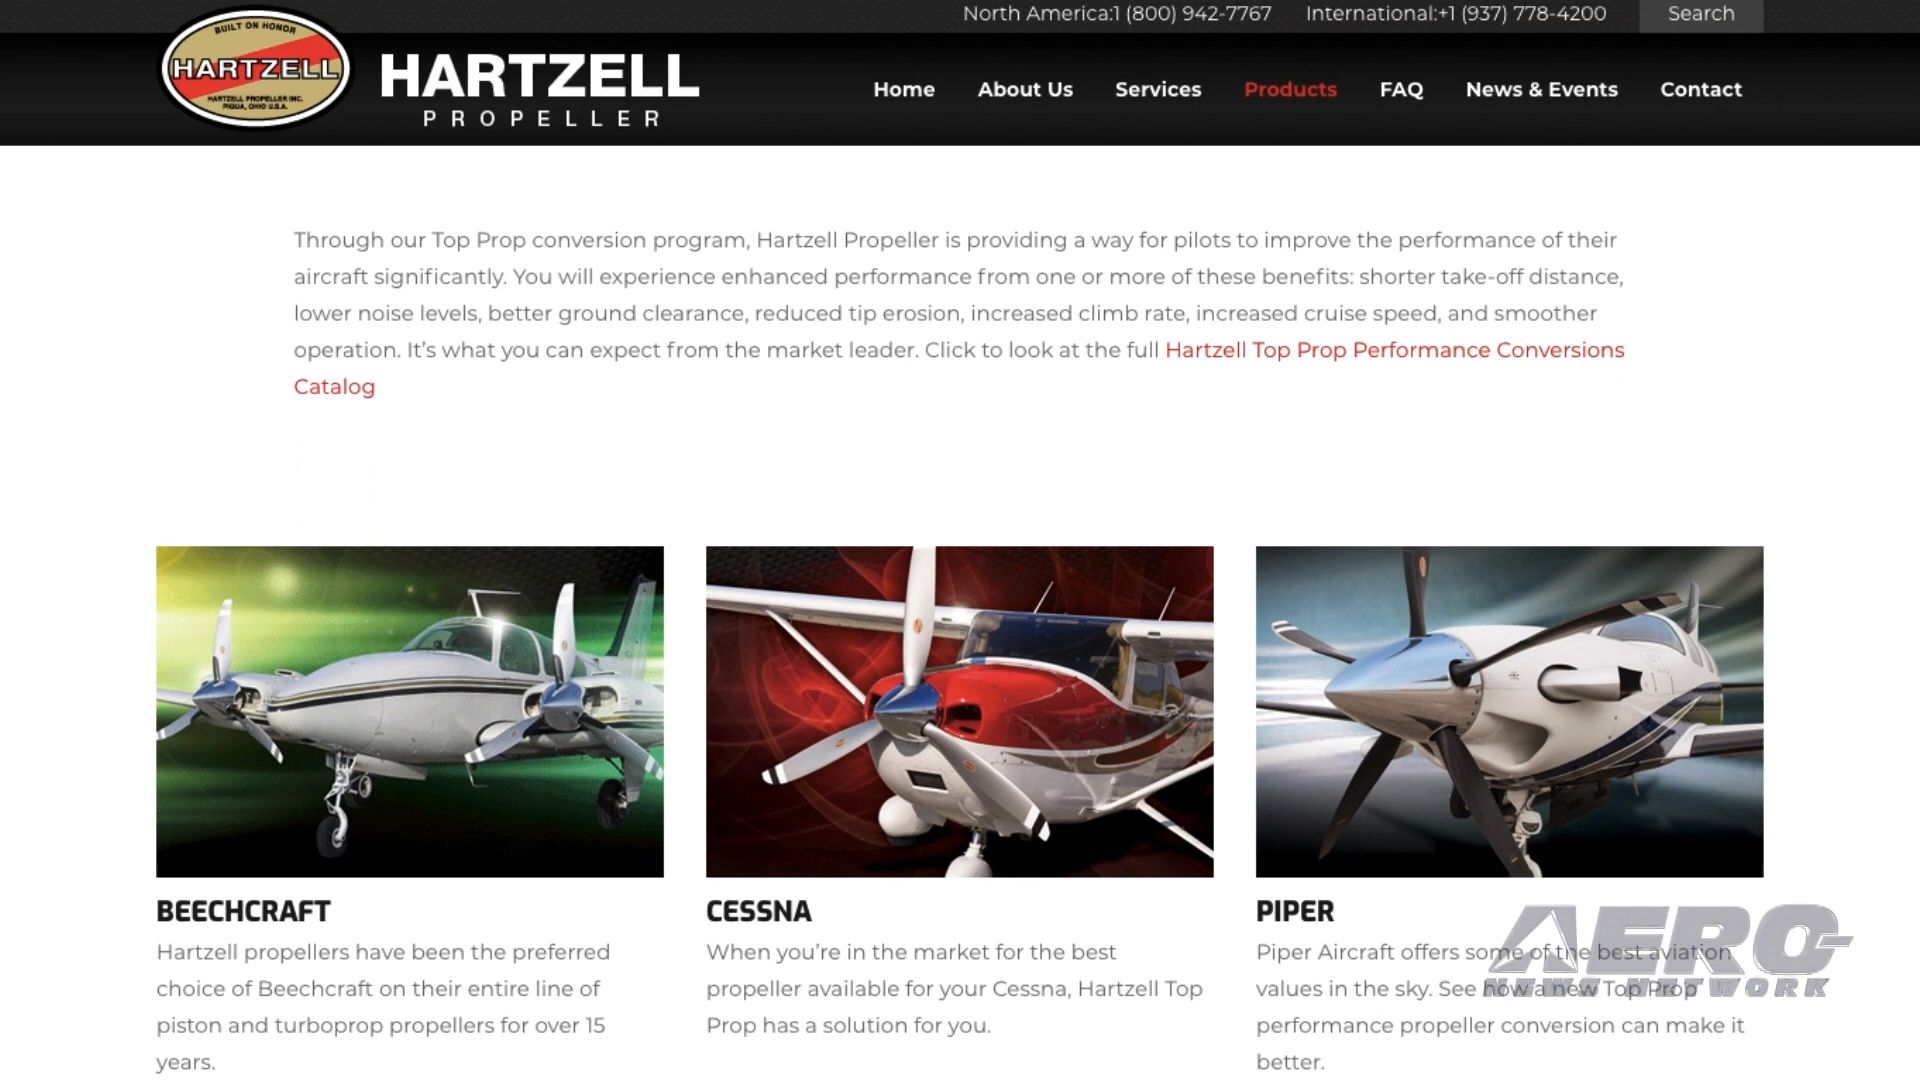 North America:1 (800) 942-7767 International:+1 (937) 778-4200 Search
BUILT ON HONOR
HARTZELL
HARTZELL PROPELLER INC.
PIQUA, OHIO U.S.A.
HARTZELL
PROPELLER
Home About Us Services Products FAQ News & Events Contact
Through our Top Prop conversion program, Hartzell Propeller is providing a way for pilots to improve the performance of their
aircraft significantly. You will experience enhanced performance from one or more of these benefits: shorter take-off distance,
lower noise levels, better ground clearance, reduced tip erosion, increased climb rate, increased cruise speed, and smoother
operation. It’s what you can expect from the market leader. Click to look at the full Hartzell Top Prop Performance Conversions
Catalog
BEECHCRAFT
Hartzell propellers have been the preferred
choice of Beechcraft on their entire line of
piston and turboprop propellers for over 15
years.
CESSNA
When you’re in the market for the best
propeller available for your Cessna, Hartzell Top
Prop has a solution for you.
PIPER
Piper Aircraft offers some of the best aviation
values in the sky. See how a new Top Prop
performance propeller conversion can make it
better.
AERO-
NEWS NETWORK